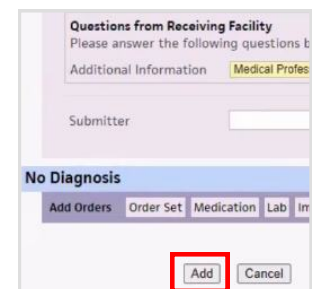 Questions from Receiving Facility
Please answer the following questions
Additional Information Medical
Submitter
No Diagnosis
Add Orders Order Set Medication Lab
Add Cancel